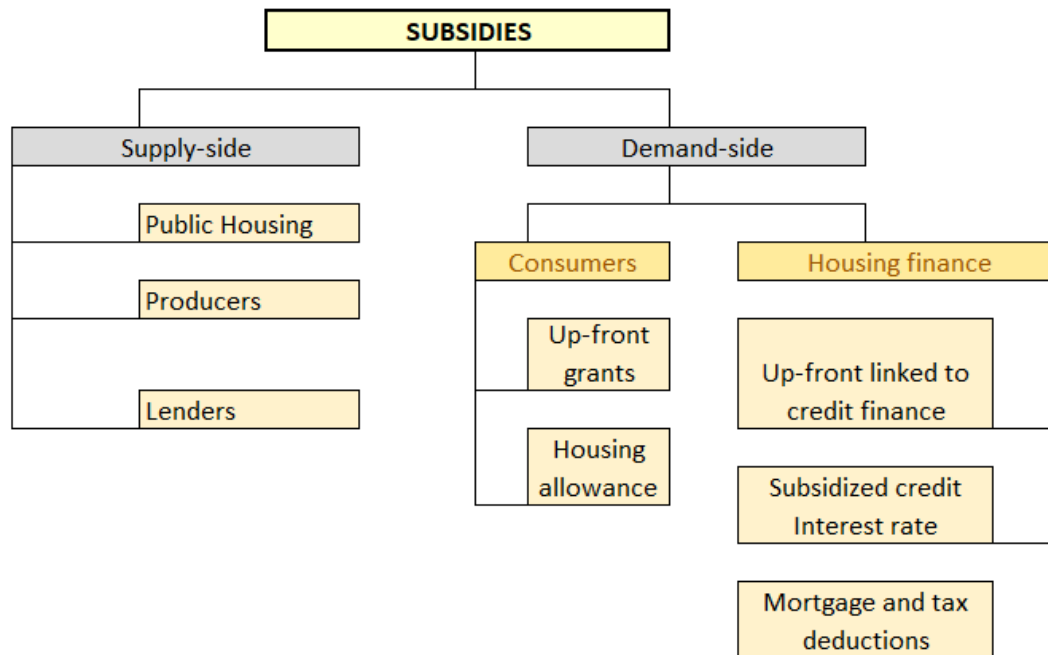 SUBSIDIES
Supply-side
Public Housing
Producers
Lenders
Demand-side
Consumers
Up-front
grants
Housing
allowance
Housing finance
Up-front linked to
credit finance
Subsidized credit
Interest rate
Mortgage and tax
deductions